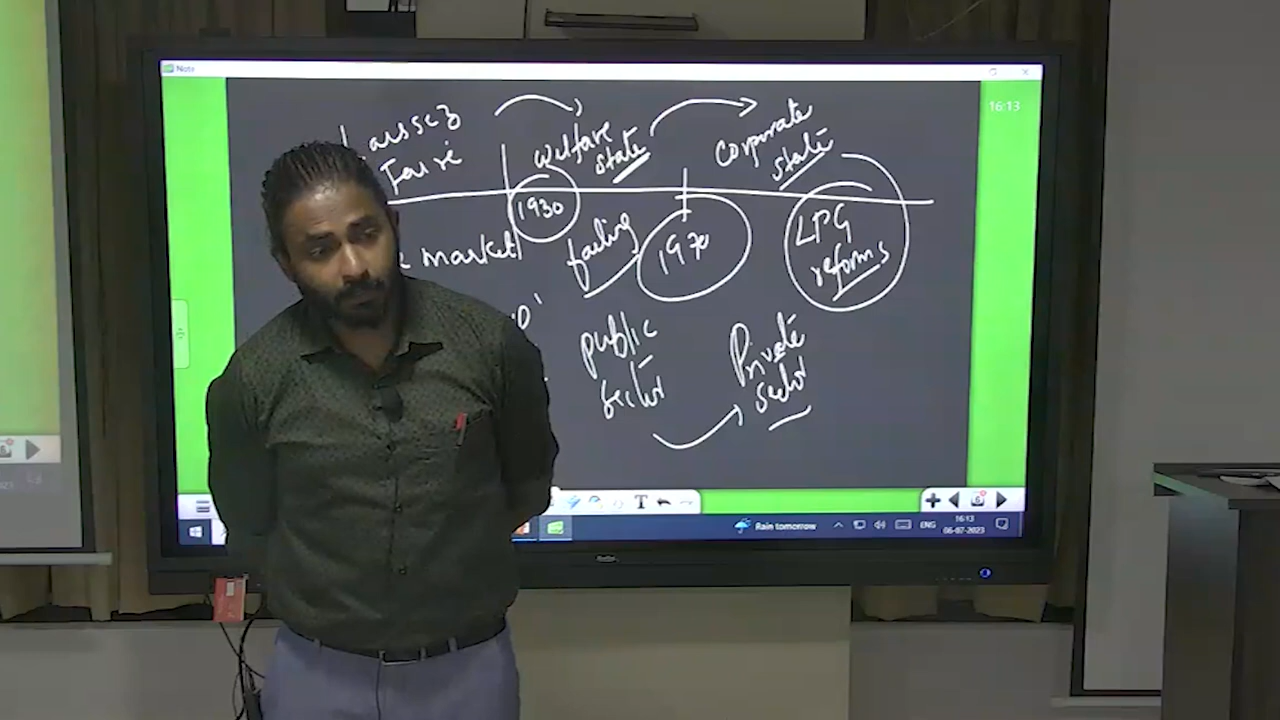 Note
16:13
Laissez
Faire
Welfare
state
Corporate
state
1930
1970
LPG
reforms
market
failing
public
sector
Private
sector
T
Rain tomorrow
ENG
16:13
06-07-2023